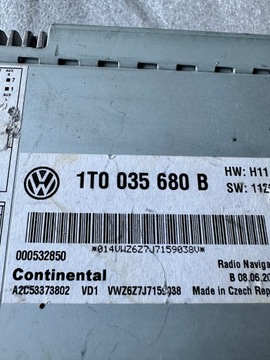 AUX
1T0 035 680 B
HW: H11
SW: 112
*014VWZ6Z7J7159038V*
000532850
Continental
Radio Naviga
B 08.06.20
A2C53373802 VD1 VWZ6Z7J7159038
Made in Czech Rep